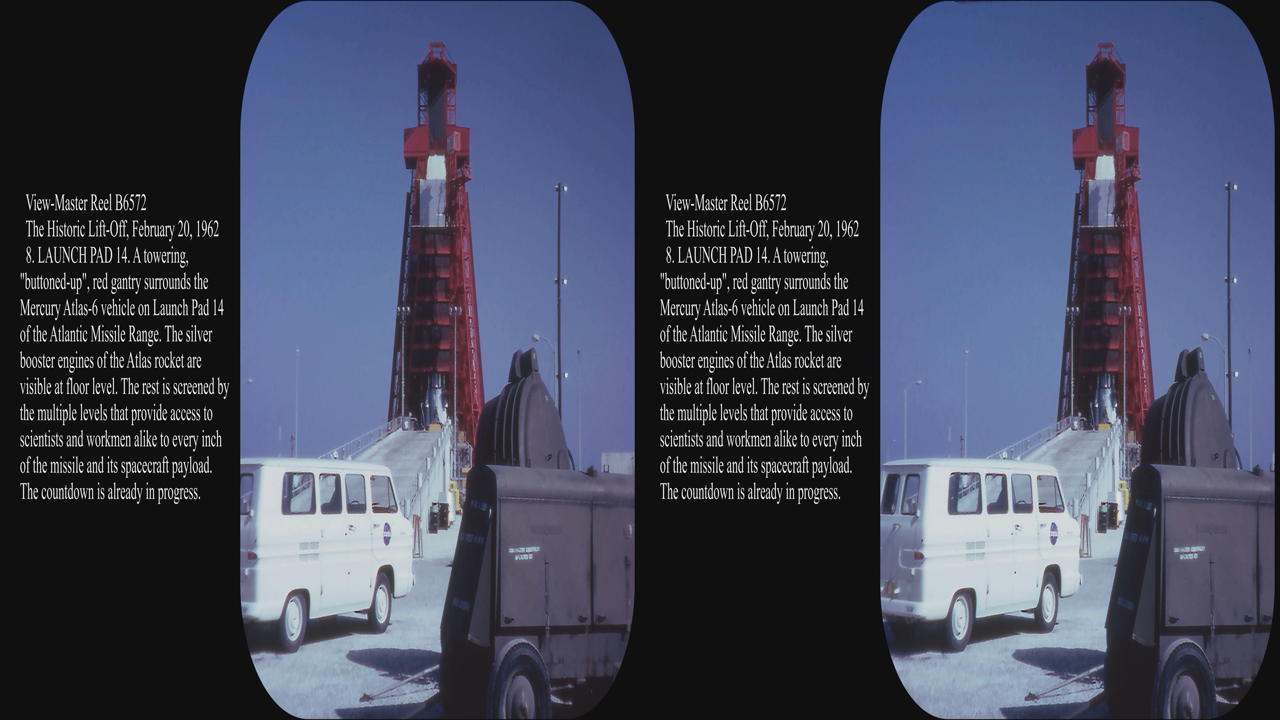 View-Master Reel B6572
The Historic Lift-Off, February 20, 1962
8. LAUNCH PAD 14. A towering,
"buttoned-up", red gantry surrounds the
Mercury Atlas-6 vehicle on Launch Pad 14
of the Atlantic Missile Range. The silver
booster engines of the Atlas rocket are
visible at floor level. The rest is screened by
the multiple levels that provide access to
scientists and workmen alike to every inch
of the missile and its spacecraft payload.
The countdown is already in progress.
View-Master Reel B6572
The Historic Lift-Off, February 20, 1962
8. LAUNCH PAD 14. A towering,
"buttoned-up", red gantry surrounds the
Mercury Atlas-6 vehicle on Launch Pad 14
of the Atlantic Missile Range. The silver
booster engines of the Atlas rocket are
visible at floor level. The rest is screened by
the multiple levels that provide access to
scientists and workmen alike to every inch
of the missile and its spacecraft payload.
The countdown is already in progress.